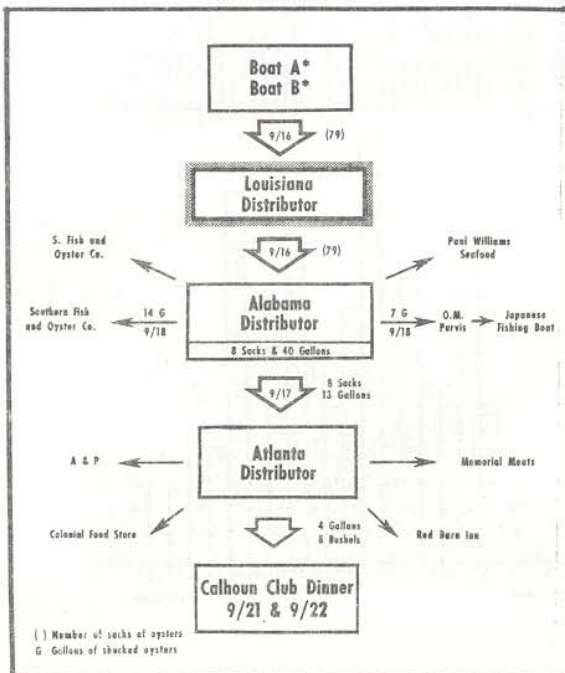 Boat A*
Boat B*
9/16 (79)
Louisiana
Distributor
9/16 (79)
S. Fish and
Oyster Co.
Paul Williams
Seafood
Southern Fish
and Oyster Co.
14 G
9/18
Alabama
Distributor
8 Sacks & 40 Gallons
7 G
9/18
O.M.
Purvis
Japanese
Fishing Boat
9/17
8 Sacks
13 Gallons
A & P
Atlanta
Distributor
Memorial Meats
Colonial Food Store
4 Gallons
8 Bushels
Red Barn Inn
Calhoun Club Dinner
9/21 & 9/22
( ) Number of sacks of oysters
G Gallons of shucked oysters